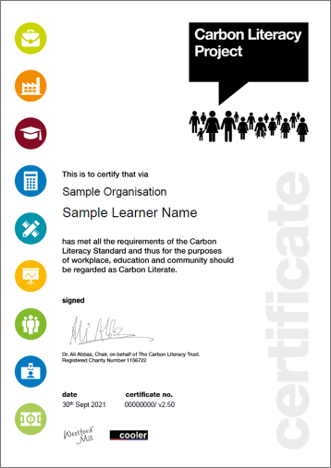 Carbon Literacy
Project
This is to certify that via
Sample Organisation
Sample Learner Name
has met all the requirements of the Carbon
Literacy Standard and thus for the purposes
of workplace, education and community should
be regarded as Carbon Literate.
signed
Dr. Ali Abbas, Chair, on behalf of The Carbon Literacy Trust.
Registered Charity Number 1156722
date
certificate no.
30th Sept 2021
00000000/ v2.50
Westford
Mill
cooler
certificate